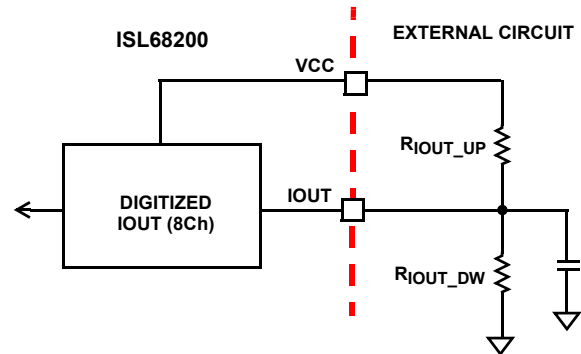 ISL68200
EXTERNAL CIRCUIT
VCC
RIOUT_UP
DIGITIZED
IOUT (8Ch)
IOUT
RIOUT_DW